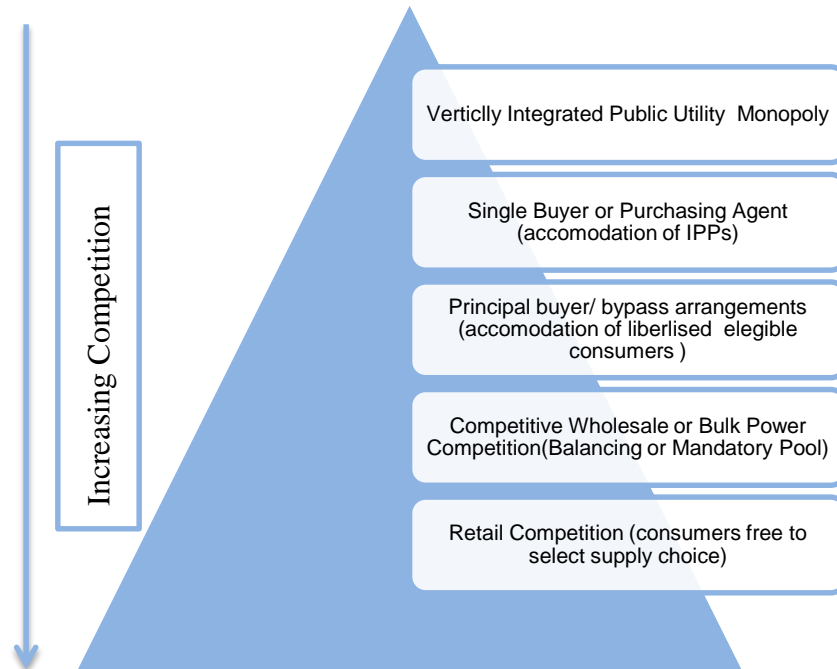 Increasing Competition
Verticlly Integrated Public Utility Monopoly
Single Buyer or Purchasing Agent
(accomodation of IPPs)
Principal buyer/ bypass arrangements
(accomodation of liberlised elegible
consumers )
Competitive Wholesale or Bulk Power
Competition(Balancing or Mandatory Pool)
Retail Competition (consumers free to
select supply choice)